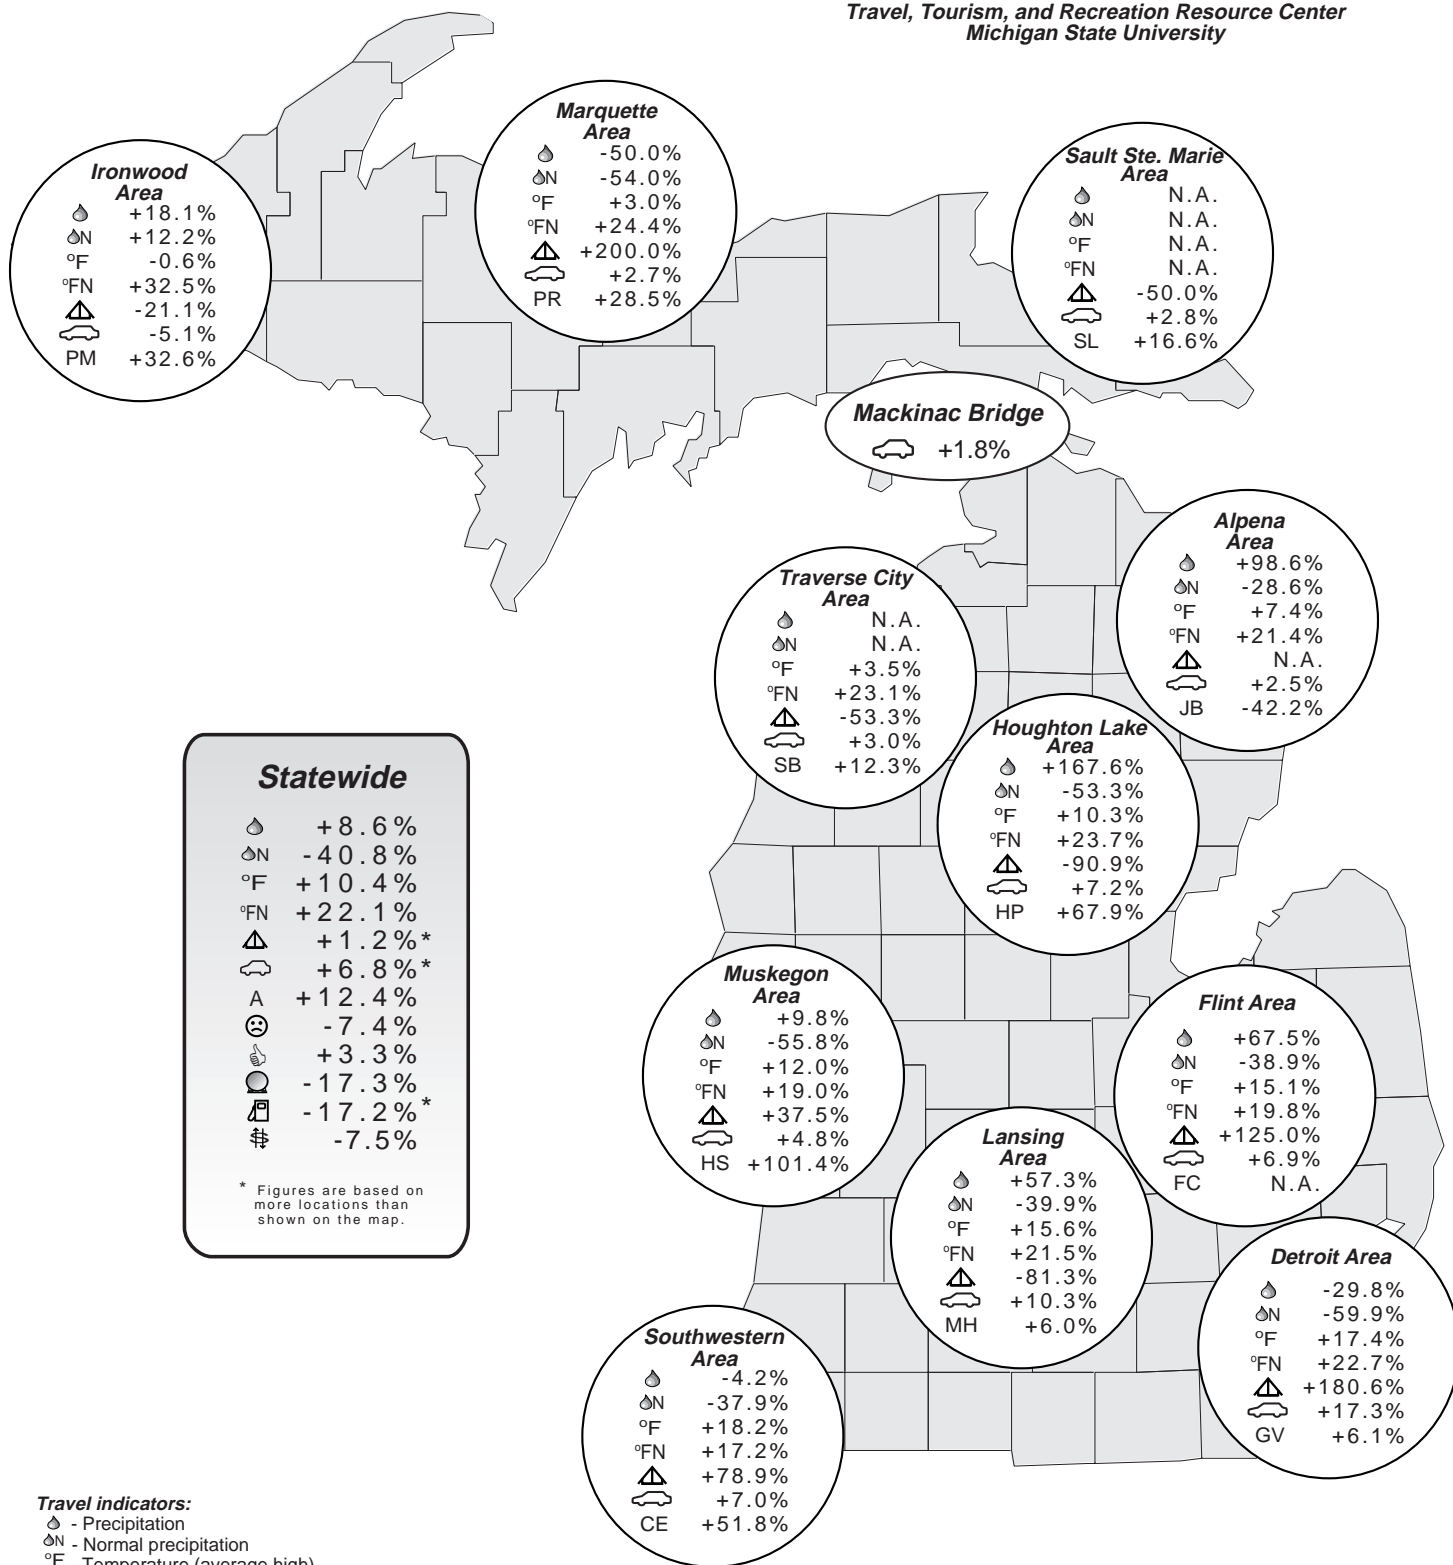 Travel, Tourism, and Recreation Resource Center
Michigan State University
Ironwood
Area
+18.1%
N +12.2%
°F -0.6%
°FN +32.5%
-21.1%
-5.1%
PM +32.6%
Marquette
Area
-50.0%
N -54.0%
°F +3.0%
°FN +24.4%
+200.0%
+2.7%
PR +28.5%
Sault Ste. Marie
Area
N.A.
N N.A.
°F N.A.
°FN N.A.
-50.0%
+2.8%
SL +16.6%
Mackinac Bridge
+1.8%
Alpena
Area
+98.6%
N -28.6%
°F +7.4%
°FN +21.4%
N.A.
+2.5%
JB -42.2%
Traverse City
Area
N.A.
N N.A.
°F +3.5%
°FN +23.1%
-53.3%
+3.0%
SB +12.3%
Houghton Lake
Area
+167.6%
N -53.3%
°F +10.3%
°FN +23.7%
-90.9%
+7.2%
HP +67.9%
Statewide
+8.6%
N -40.8%
°F +10.4%
°FN +22.1%
+1.2%*
+6.8%*
A +12.4%
-7.4%
+3.3%
-17.3%
-17.2%*
-7.5%
* Figures are based on
more locations than
shown on the map.
Muskegon
Area
+9.8%
N -55.8%
°F +12.0%
°FN +19.0%
+37.5%
+4.8%
HS +101.4%
Flint Area
+67.5%
N -38.9%
°F +15.1%
°FN +19.8%
+125.0%
+6.9%
FC N.A.
Lansing
Area
+57.3%
N -39.9%
°F +15.6%
°FN +21.5%
-81.3%
+10.3%
MH +6.0%
Detroit Area
-29.8%
N -59.9%
°F +17.4%
°FN +22.7%
+180.6%
+17.3%
GV +6.1%
Southwestern
Area
-4.2%
N -37.9%
°F +18.2%
°FN +17.2%
+78.9%
+7.0%
CE +51.8%
Travel indicators:
- Precipitation
N - Normal precipitation
°F - Temperature (average high)